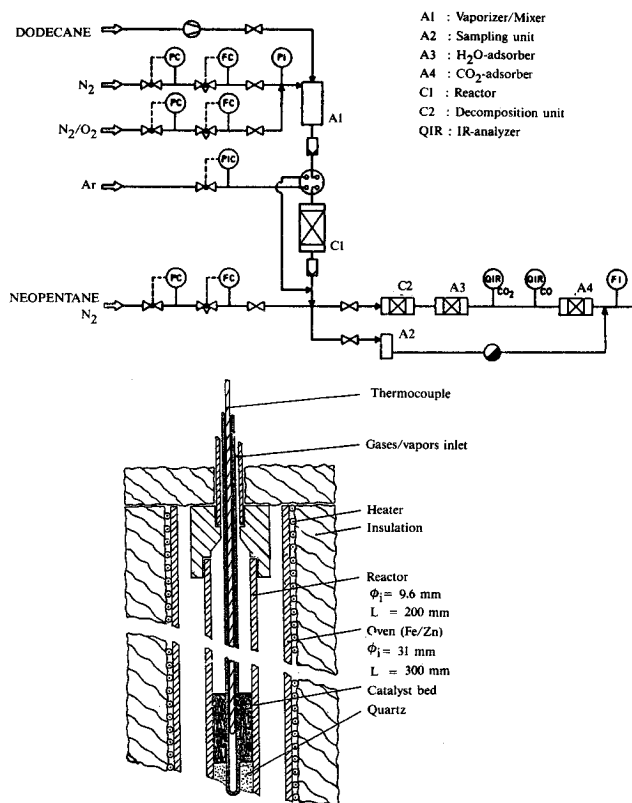 DODECANE
PC
FC
PI
N2
PC
FC
N2/O2
A1
PIC
Ar
C1
PC
FC
NEOPENTANE
N2
C2
A3
QIR
CO2
QIR
CO
A4
FI
A2
A1 : Vaporizer/Mixer
A2 : Sampling unit
A3 : H2O-adsorber
A4 : CO2-adsorber
C1 : Reactor
C2 : Decomposition unit
QIR : IR-analyzer
Thermocouple
Gases/vapors inlet
Heater
Insulation
Reactor
ϕi = 9.6 mm
L = 200 mm
Oven (Fe/Zn)
ϕi = 31 mm
L = 300 mm
Catalyst bed
Quartz